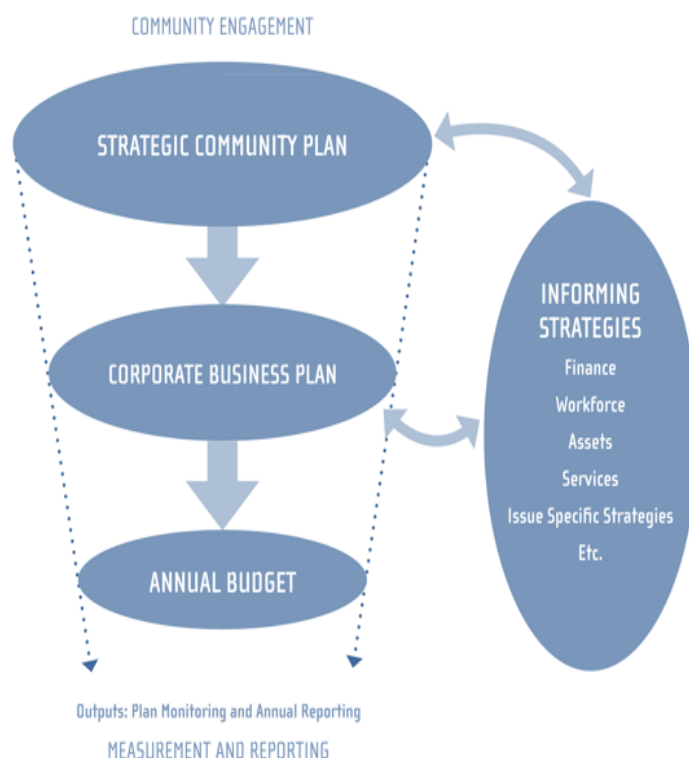 COMMUNITY ENGAGEMENT
STRATEGIC COMMUNITY PLAN
CORPORATE BUSINESS PLAN
ANNUAL BUDGET
INFORMING
STRATEGIES
Finance
Workforce
Assets
Services
Issue Specific Strategies
Etc.
Outputs: Plan Monitoring and Annual Reporting
MEASUREMENT AND REPORTING